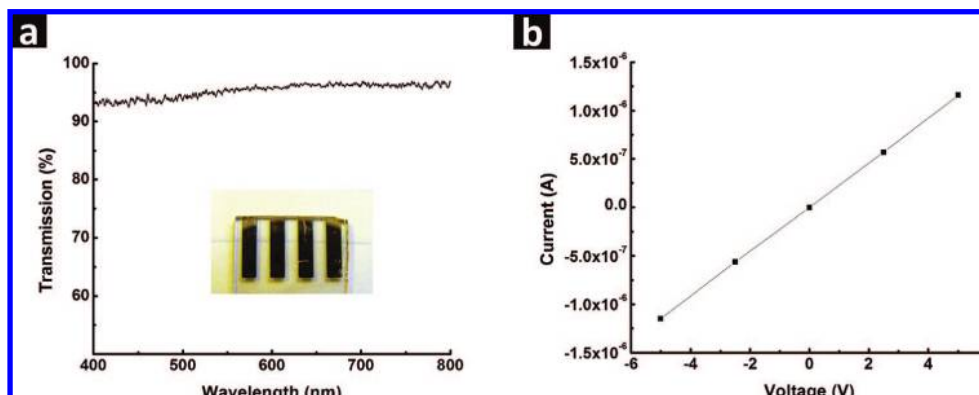 a
100
90
80
70
60
400 500 600 700 800
Transmission (%)
Wavelength (nm)
b
1.5x10⁻⁶
1.0x10⁻⁶
5.0x10⁻⁷
0.0
-5.0x10⁻⁷
-1.0x10⁻⁶
-1.5x10⁻⁶
-6 -4 -2 0 2 4
Current (A)
Voltage (V)